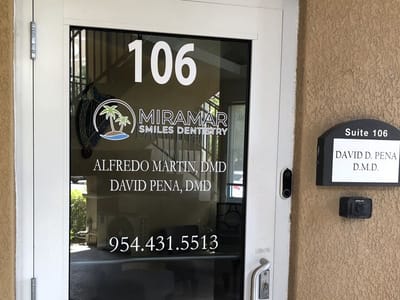 106
MIRAMAR
SMILES DENTISTRY
ALFREDO MARTIN, DMD
DAVID PENA, DMD
954.431.5513
Suite 106
DAVID D. PENA
D.M.D.